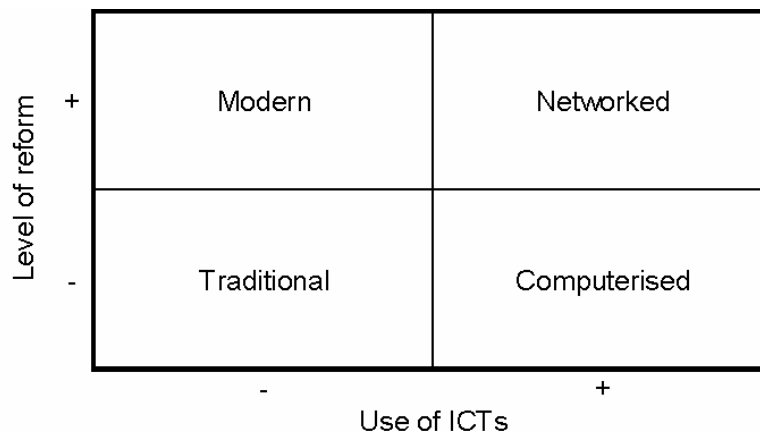 + Modern Networked
Level of reform
- Traditional Computerised
- +
Use of ICTs